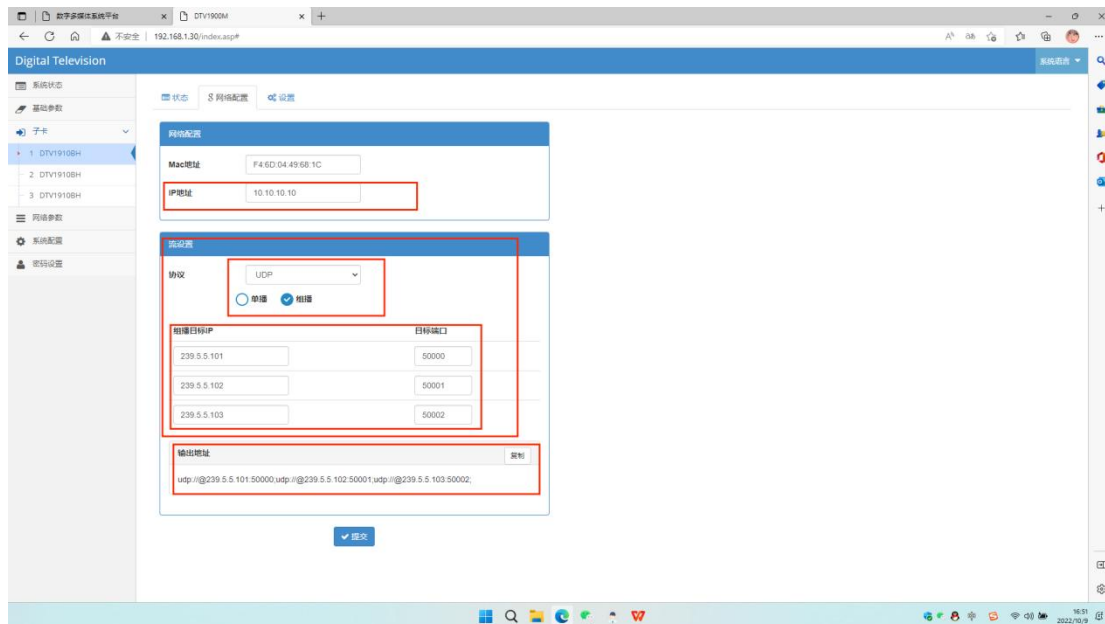 数字多媒体系统平台
DTV1900M
不安全 192.168.1.30/index.asp#
Digital Television
系统语言
系统状态
基础参数
子卡
1 DTV1910BH
2 DTV1910BH
3 DTV1910BH
网络参数
系统配置
密码设置
状态 网络配置 设置
网络配置
Mac地址 F4:6D:04:49:68:1C
IP地址 10.10.10.10
流设置
协议 UDP
单播 组播
组播目标IP 目标端口
239.5.5.101 50000
239.5.5.102 50001
239.5.5.103 50002
输出地址 复制
udp://@239.5.5.101:50000;udp://@239.5.5.102:50001;udp://@239.5.5.103:50002;
提交
中
16:51
2022/10/9